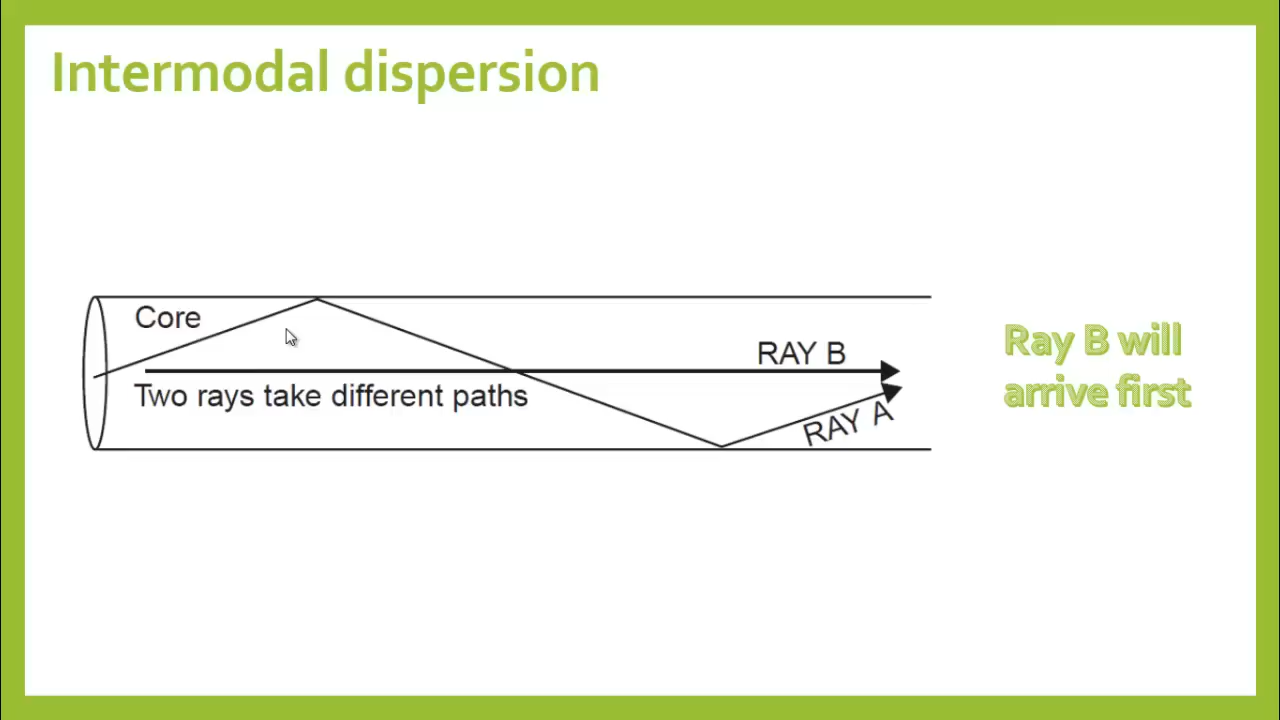 Intermodal dispersion
Core
RAY B
Two rays take different paths
RAY A
Ray B will
arrive first